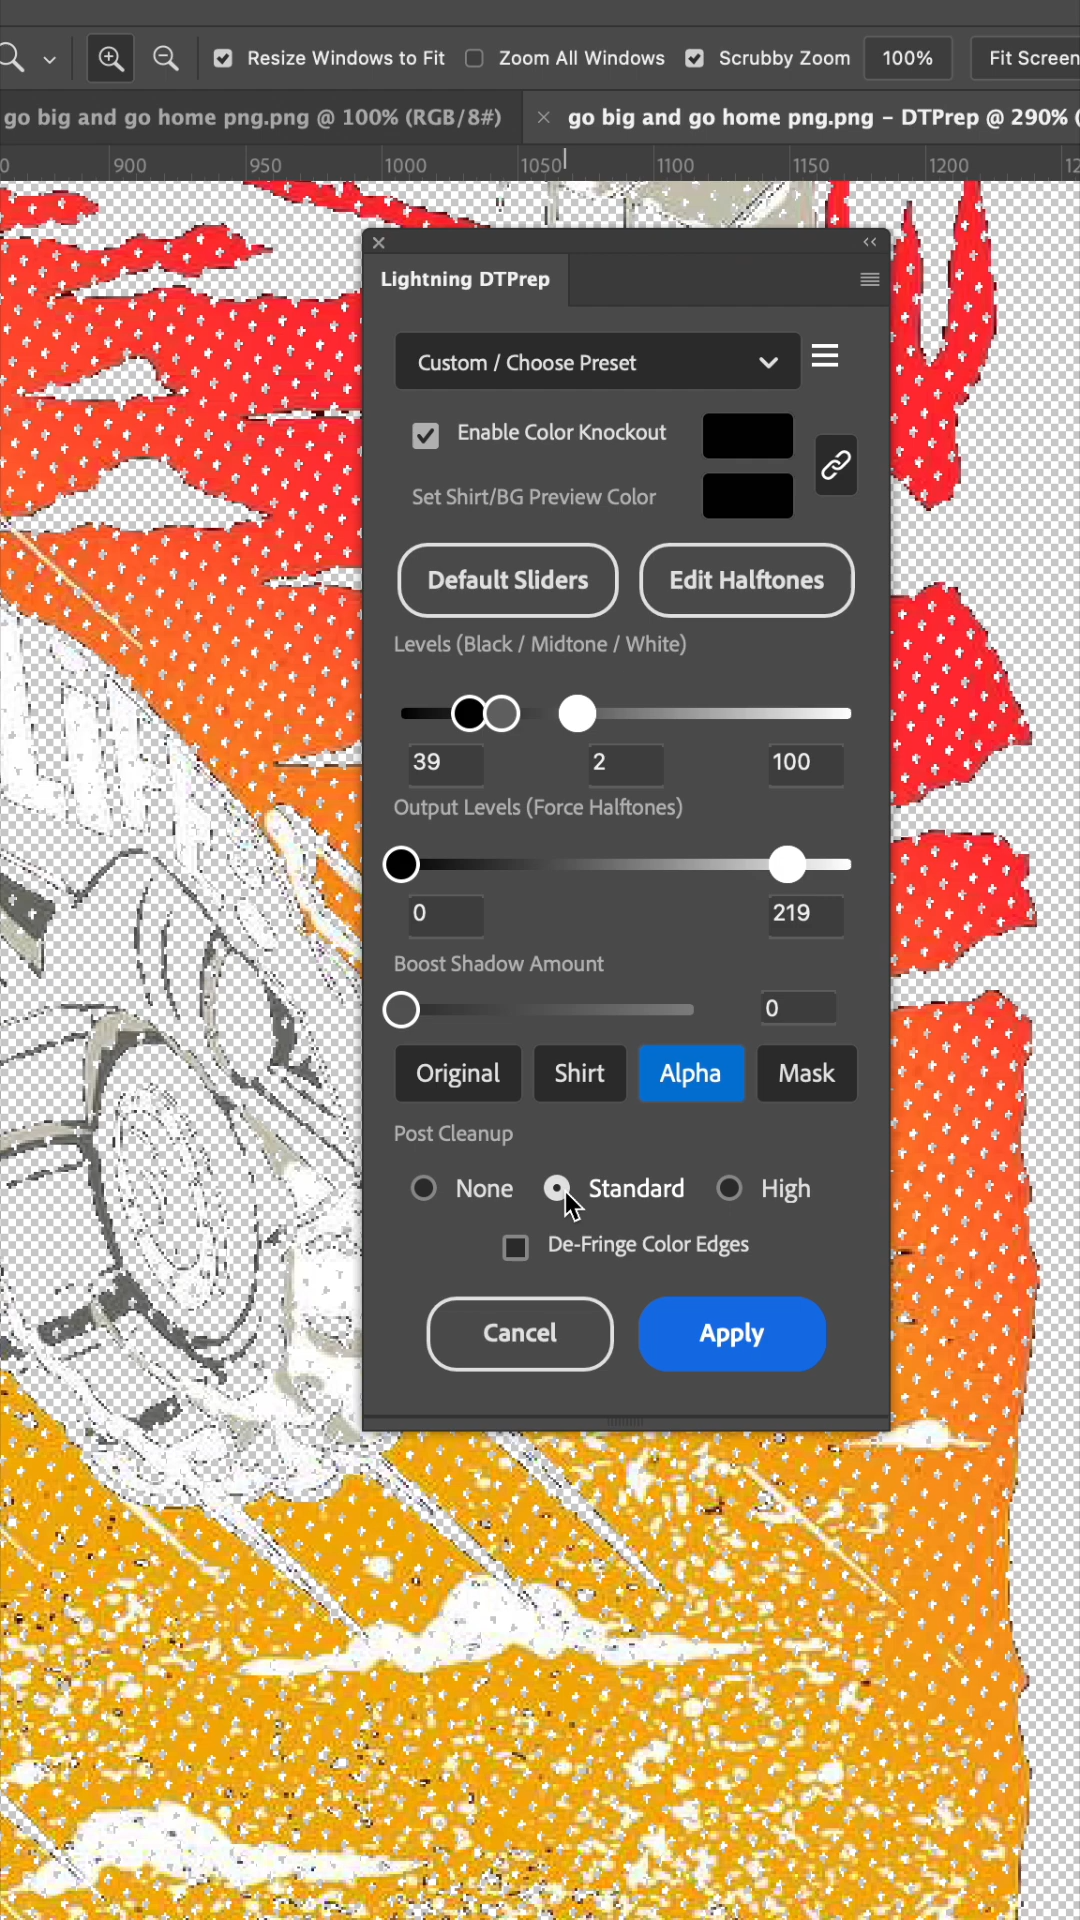 Resize Windows to Fit Zoom All Windows Scrubby Zoom 100% Fit Screen
go big and go home png.png @ 100% (RGB/8#) × go big and go home png.png – DTPrep @ 290% (
900 950 1000 1050 1100 1150 1200
Lightning DTPrep
Custom / Choose Preset
Enable Color Knockout
Set Shirt/BG Preview Color
Default Sliders Edit Halftones
Levels (Black / Midtone / White)
39 2 100
Output Levels (Force Halftones)
0 219
Boost Shadow Amount
0
Original Shirt Alpha Mask
Post Cleanup
None Standard High
De-Fringe Color Edges
Cancel Apply